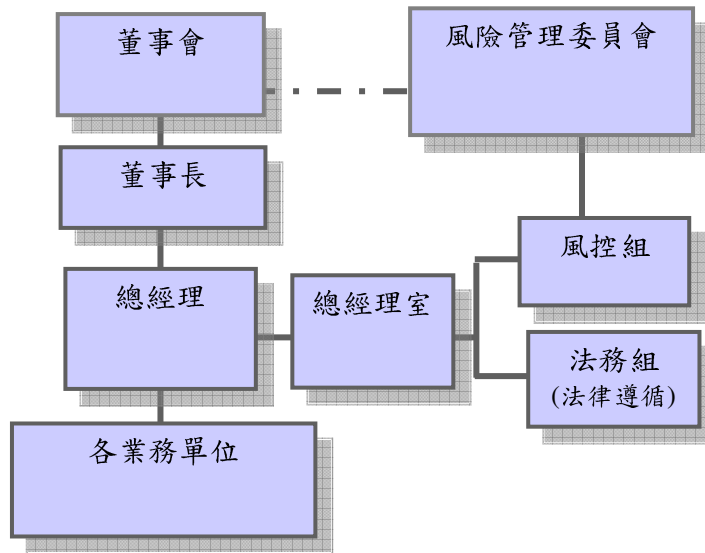 董事會
風險管理委員會
董事長
風控組
總經理
總經理室
法務組
(法律遵循)
各業務單位